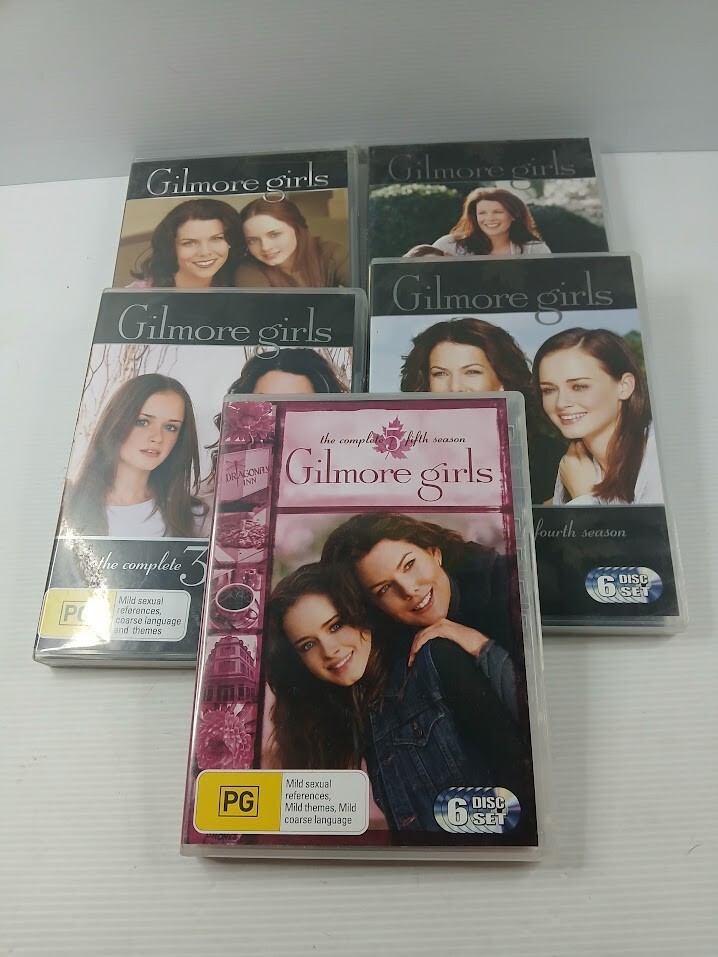 Gilmore girls
Gilmore girls
Gilmore girls
the complete 3
PG
Mild sexual
references,
coarse language
and themes
Gilmore girls
fourth season
6 DISC
SET
the complete 5 fifth season
Gilmore girls
DRAGONFLY
INN
PG
Mild sexual
references,
Mild themes, Mild
coarse language
6 DISC
SET